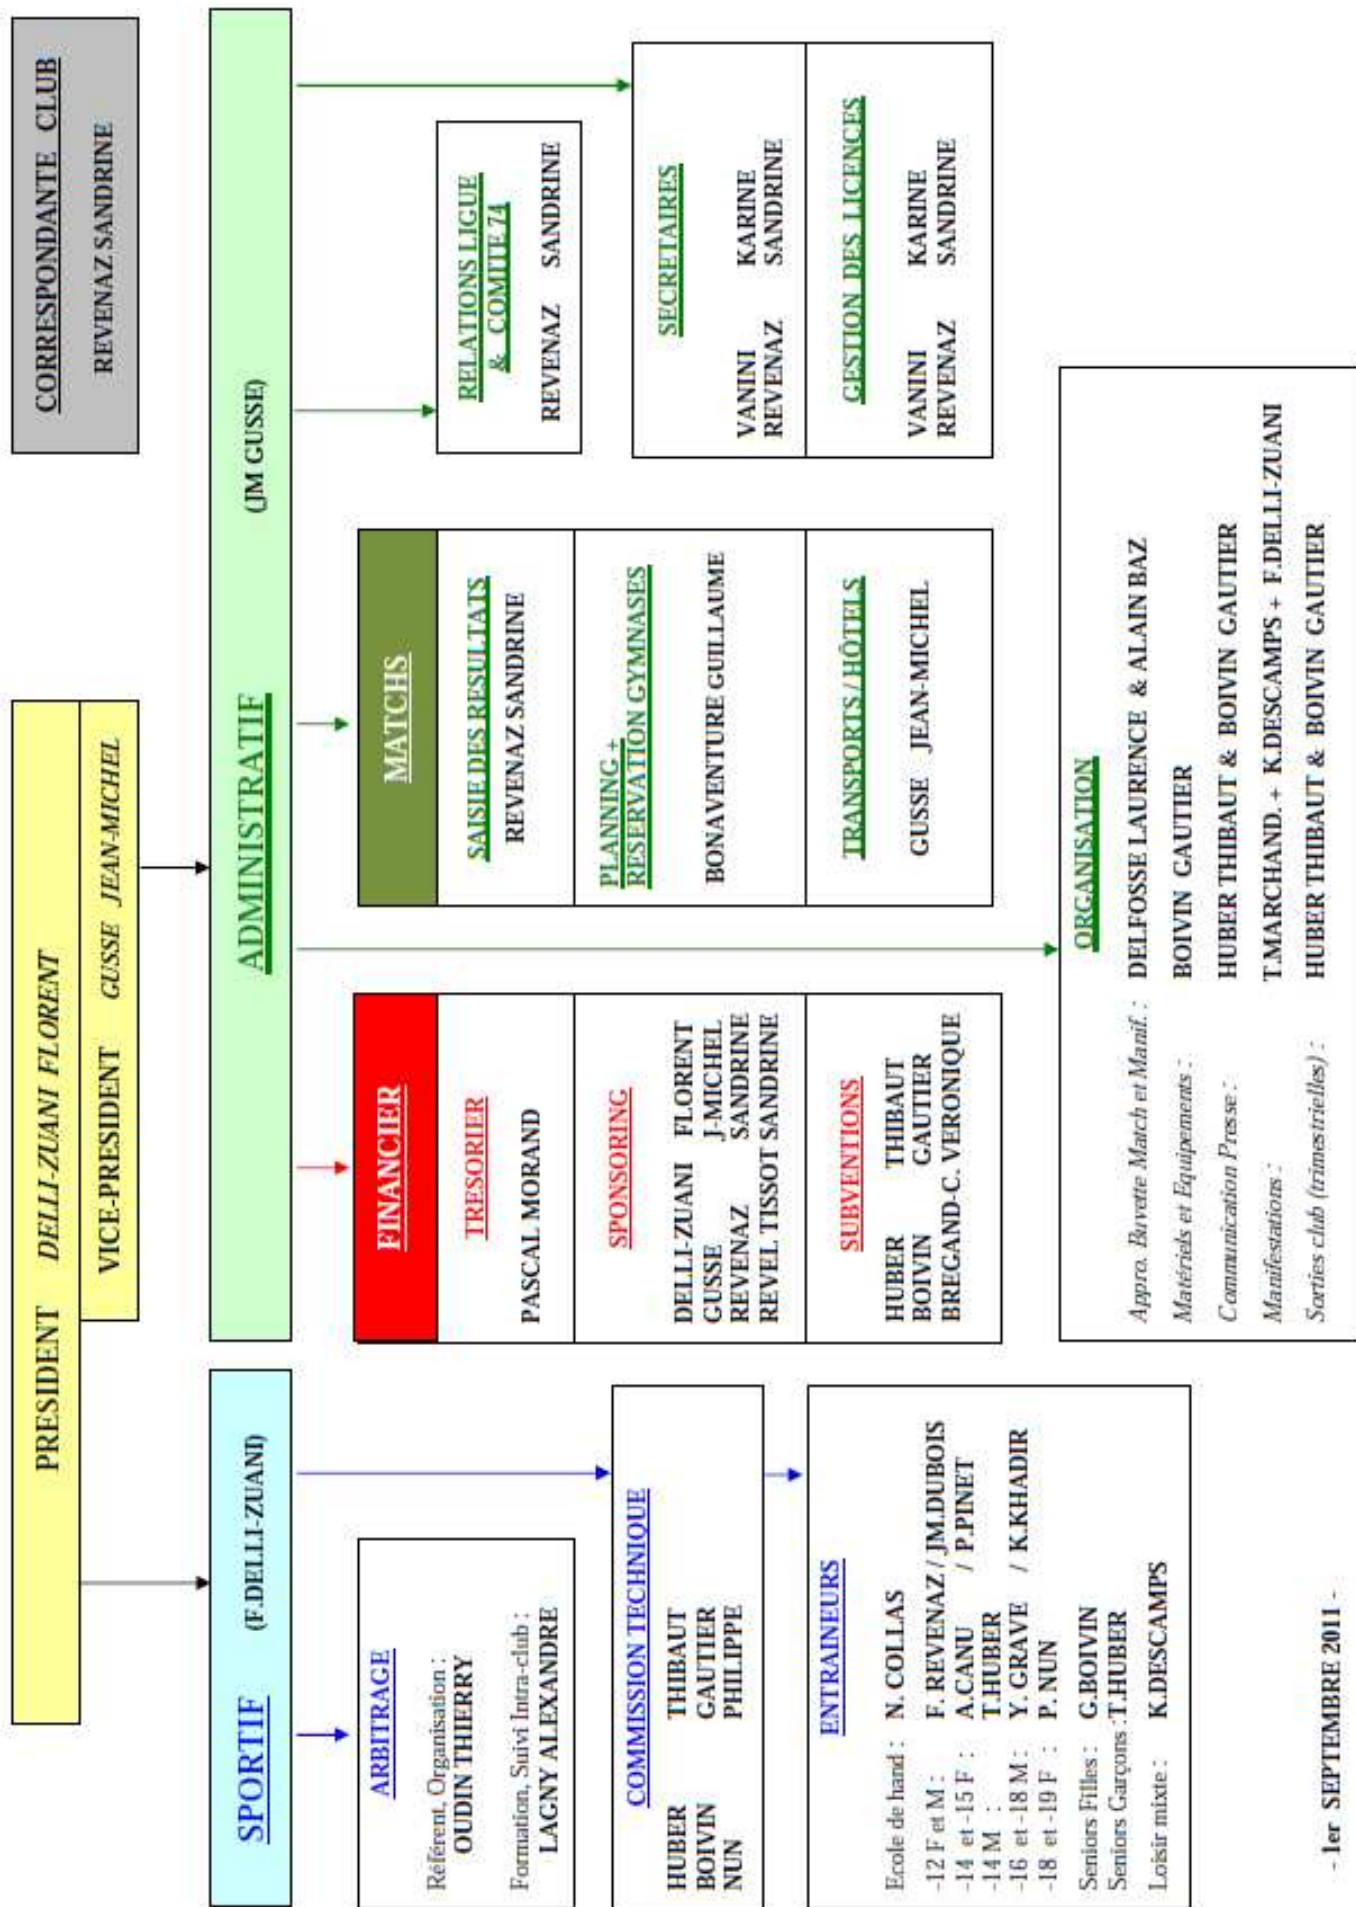 PRESIDENT DELLI-ZUANI FLORENT
VICE-PRESIDENT GUSSE JEAN-MICHEL
CORRESPONDANTE CLUB
REVENAZ SANDRINE
SPORTIF (F.DELLI-ZUANI)
ADMINISTRATIF (JM GUSSE)
ARBITRAGE
Référent, Organisation :
OUDIN THIERRY
Formation, Suivi Intra-club :
LAGNY ALEXANDRE
COMMISSION TECHNIQUE
HUBER THIBAUT
BOIVIN GAUTIER
NUN PHILIPPE
ENTRAINEURS
Ecole de hand : N. COLLAS
-12 F et M : F. REVENAZ / JM.DUBOIS
-14 et -15 F : A.CANU / P.PINET
-14 M : T.HUBER
-16 et -18 M : Y. GRAVE / K.KHADIR
-18 et -19 F : P. NUN
Seniors Filles : G.BOIVIN
Seniors Garçons : T.HUBER
Loisir mixte : K.DESCAMPS
FINANCIER
TRESORIER
PASCAL MORAND
SPONSORING
DELLI-ZUANI FLORENT
GUSSE J-MICHEL
REVENAZ SANDRINE
REVEL TISSOT SANDRINE
SUBVENTIONS
HUBER THIBAUT
BOIVIN GAUTIER
BREGAND-C. VERONIQUE
MATCHS
SAISIE DES RESULTATS
REVENAZ SANDRINE
PLANNING +
RESERVATION GYMNASES
BONAVENTURE GUILLAUME
TRANSPORTS / HÔTELS
GUSSE JEAN-MICHEL
RELATIONS LIGUE
& COMITE 74
REVENAZ SANDRINE
SECRETAIRES
VANINI KARINE
REVENAZ SANDRINE
GESTION DES LICENCES
VANINI KARINE
REVENAZ SANDRINE
ORGANISATION
Appro. Buvette Match et Manif. : DELFOSSE LAURENCE & ALAIN BAZ
Matériels et Equipements : BOIVIN GAUTIER
Communication Presse : HUBER THIBAUT & BOIVIN GAUTIER
Manifestations : T.MARCHAND. + K.DESCAMPS + F.DELLI-ZUANI
Sorties club (trimestrielles) : HUBER THIBAUT & BOIVIN GAUTIER
- 1er SEPTEMBRE 2011 -